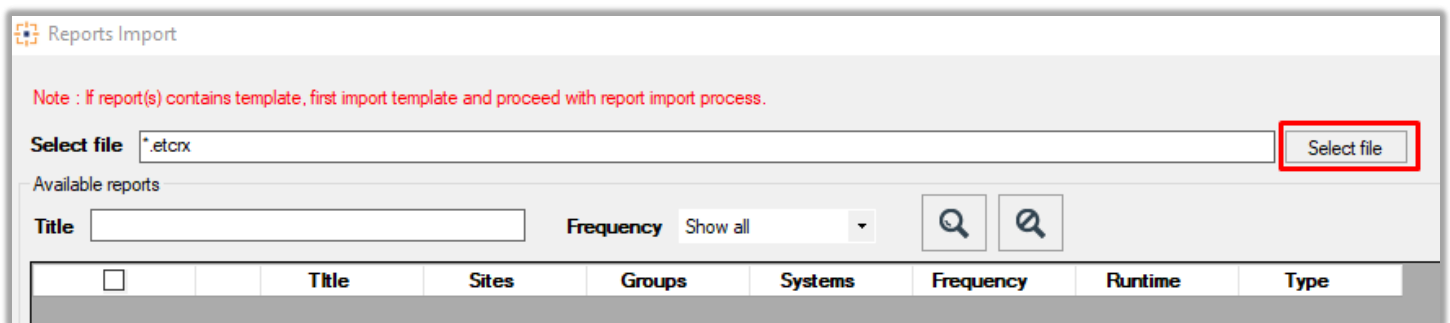 Reports Import
Note : If report(s) contains template, first import template and proceed with report import process.
Select file *.etcrx Select file
Available reports
Title Frequency Show all
TItle Sites Groups Systems Frequency Runtime Type